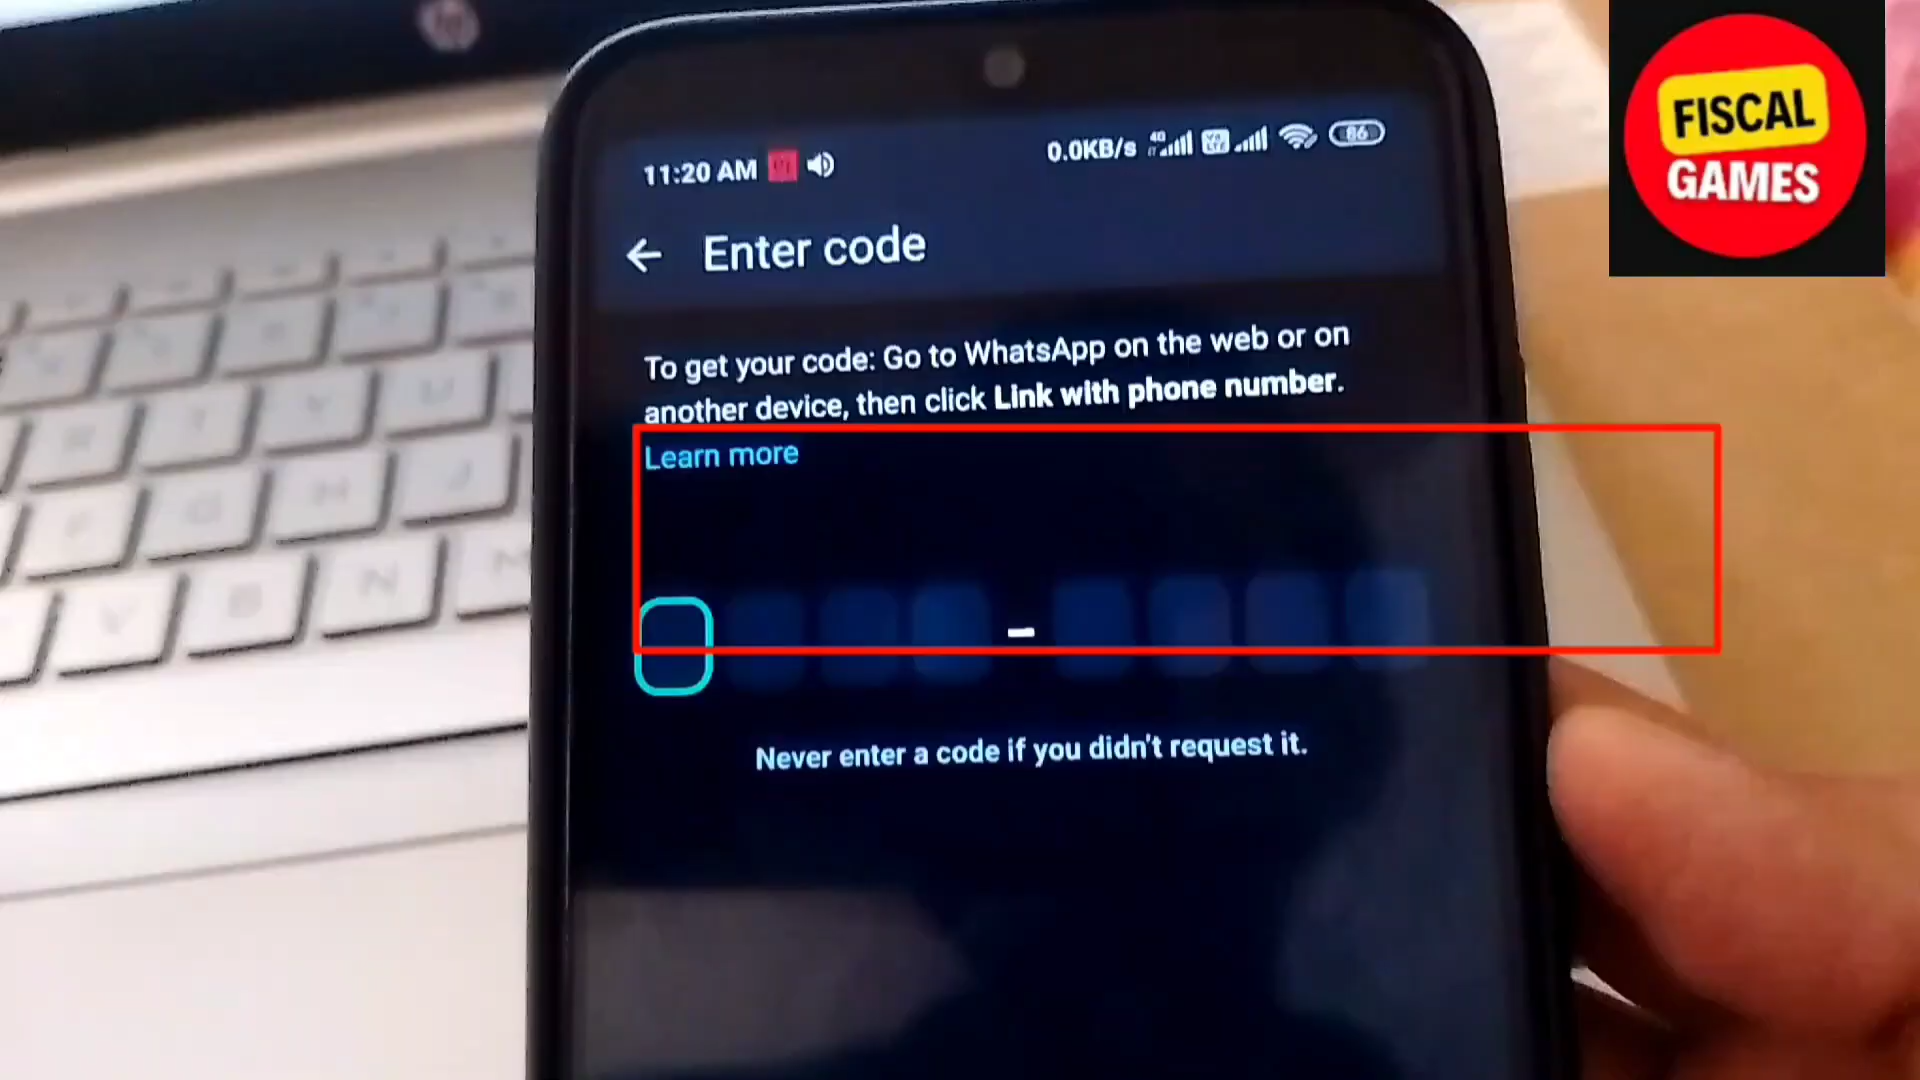 FISCAL
GAMES
11:20 AM
0.0KB/s 4G 86
Enter code
To get your code: Go to WhatsApp on the web or on
another device, then click Link with phone number.
Learn more
–
Never enter a code if you didn't request it.
V
B
N
H
J
U